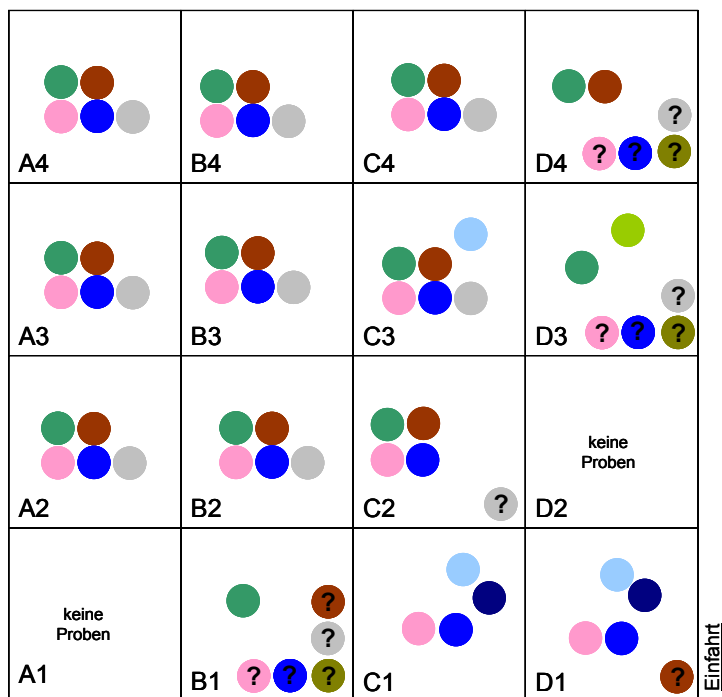 A4
B4
C4
?
? ? ?
D4
A3
B3
C3
?
? ? ?
D3
A2
B2
?
C2
keine
Proben
D2
keine
Proben
A1
?
?
? ? ?
B1
C1
?
D1
Einfahrt